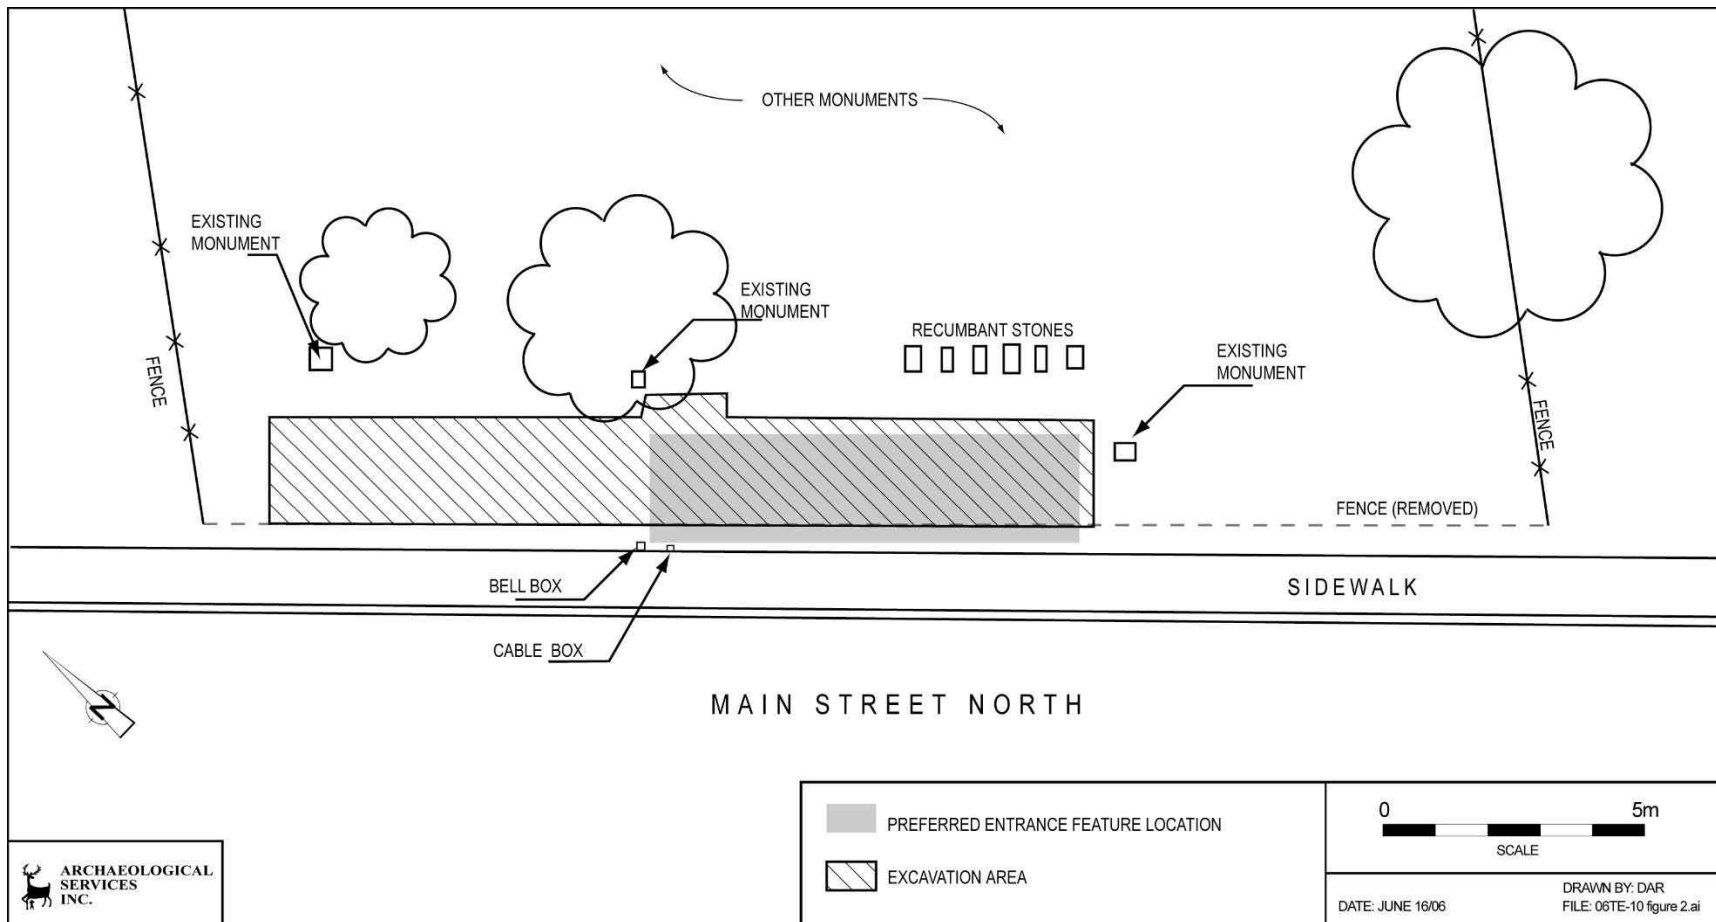 OTHER MONUMENTS
EXISTING
MONUMENT
EXISTING
MONUMENT
RECUMBANT STONES
EXISTING
MONUMENT
FENCE
FENCE
FENCE (REMOVED)
BELL BOX
SIDEWALK
CABLE BOX
N
MAIN STREET NORTH
PREFERRED ENTRANCE FEATURE LOCATION
EXCAVATION AREA
0 5m
SCALE
DATE: JUNE 16/06
DRAWN BY: DAR
FILE: 06TE-10 figure 2.ai
ARCHAEOLOGICAL
SERVICES
INC.